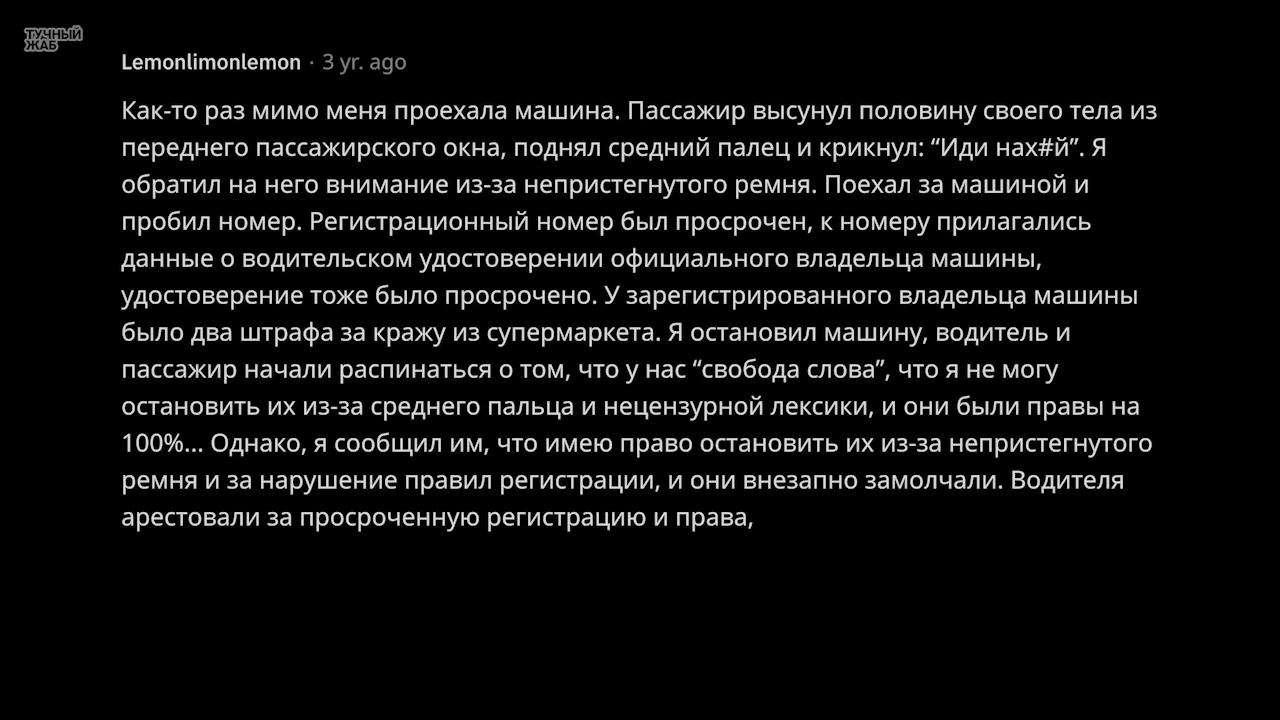 ТУЧНЫЙ
ЖАБ
Lemonlimonlemon · 3 yr. ago
Как-то раз мимо меня проехала машина. Пассажир высунул половину своего тела из
переднего пассажирского окна, поднял средний палец и крикнул: “Иди нах#й”. Я
обратил на него внимание из-за непристегнутого ремня. Поехал за машиной и
пробил номер. Регистрационный номер был просрочен, к номеру прилагались
данные о водительском удостоверении официального владельца машины,
удостоверение тоже было просрочено. У зарегистрированного владельца машины
было два штрафа за кражу из супермаркета. Я остановил машину, водитель и
пассажир начали распинаться о том, что у нас “свобода слова”, что я не могу
остановить их из-за среднего пальца и нецензурной лексики, и они были правы на
100%... Однако, я сообщил им, что имею право остановить их из-за непристегнутого
ремня и за нарушение правил регистрации, и они внезапно замолчали. Водителя
арестовали за просроченную регистрацию и права,